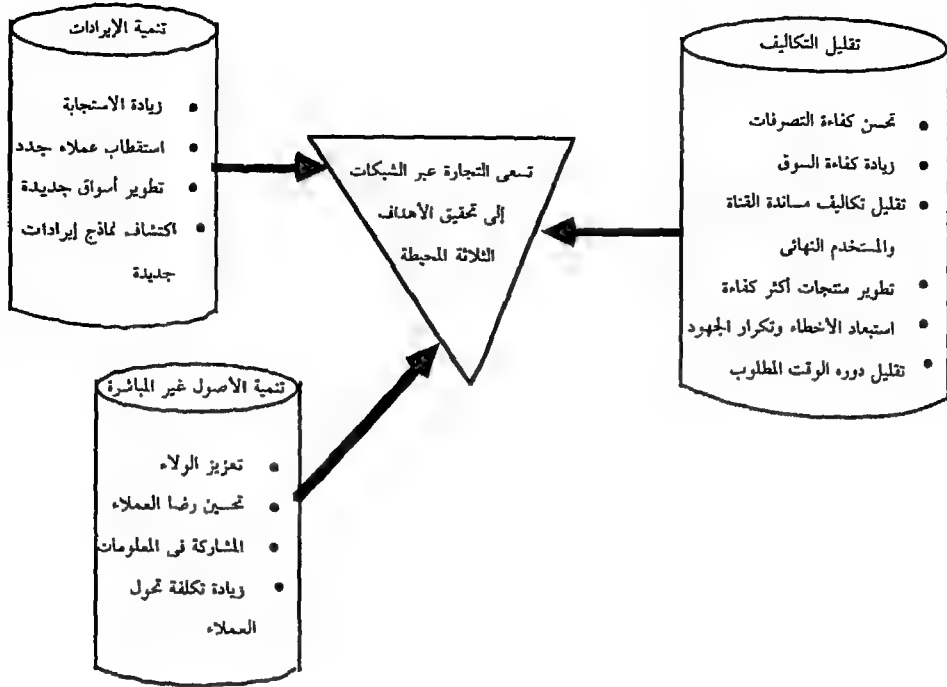 تقليل التكاليف
• تحسن كفاءة التصرفات
• زيادة كفاءة السوق
• تقليل تكاليف مساندة القناة
والمستخدم النهائى
• تطوير منتجات أكثر كفاءة
• استبعاد الأخطاء وتكرار الجهود
• تقليل دوره الوقت المطلوب
تسعى التجارة عبر الشبكات
إلى تحقيق الأهداف
الثلاثة المحيطة
تنمية الإيرادات
• زيادة الاستجابة
• استقطاب عملاء جدد
• تطوير أسواق جديدة
• اكتشاف نماذج إيرادات
جديدة
تنمية الأصول غير المباشرة
• تعزيز الولاء
• تحسين رضا العملاء
• المشاركة فى المعلومات
• زيادة تكلفة تحول
العملاء